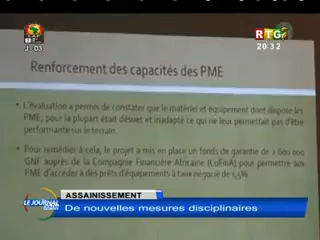 2:03
RTG
20 32
Renforcement des capacités des PME
• L'évaluation a permis de constater que le matériel et équipement dont dispose les
PME, pour la plupart était désuet et inadapté ce qui ne leur permettait pas d'être
performante sur le terrain.
• Pour remédier à cela, le projet a mis en place un fonds de garantie de 2 600 000
GNF auprès de la Compagnie Financière Africaine (CoFinA) pour permettre aux
PME d'accéder à des prêts d'équipements à taux négocié de 1,5%
ASSAINISSEMENT
LE JOURNAL
De nouvelles mesures disciplinaires